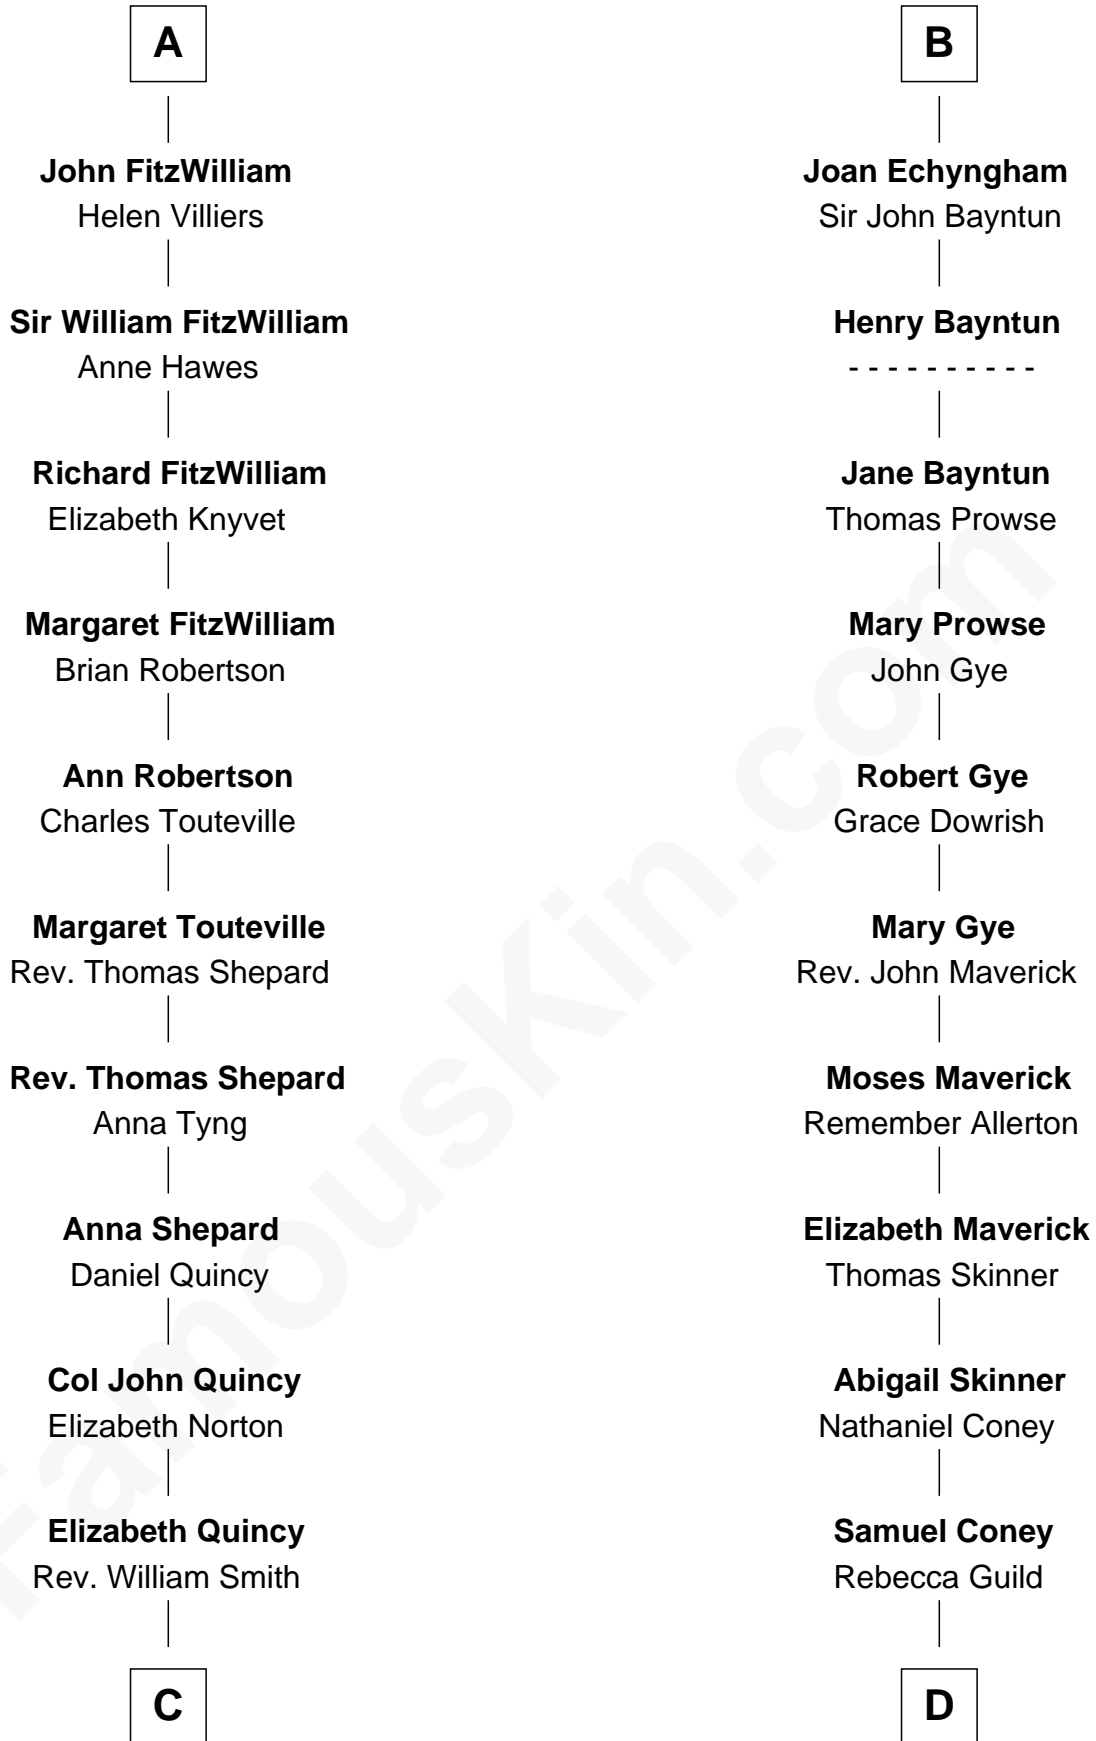 A
John FitzWilliam
Helen Villiers
Sir William FitzWilliam
Anne Hawes
Richard FitzWilliam
Elizabeth Knyvet
Margaret FitzWilliam
Brian Robertson
Ann Robertson
Charles Touteville
Margaret Touteville
Rev. Thomas Shepard
Rev. Thomas Shepard
Anna Tyng
Anna Shepard
Daniel Quincy
Col John Quincy
Elizabeth Norton
Elizabeth Quincy
Rev. William Smith
C
B
Joan Echyngham
Sir John Bayntun
Henry Bayntun
- - - - - - - - - -
Jane Bayntun
Thomas Prowse
Mary Prowse
John Gye
Robert Gye
Grace Dowrish
Mary Gye
Rev. John Maverick
Moses Maverick
Remember Allerton
Elizabeth Maverick
Thomas Skinner
Abigail Skinner
Nathaniel Coney
Samuel Coney
Rebecca Guild
D
FamousKin.com